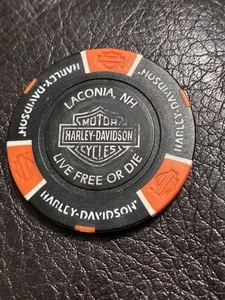 LACONIA, NH
MOTOR
HARLEY-DAVIDSON
CYCLES
LIVE FREE OR DIE
HARLEY-DAVIDSON
HARLEY-DAVIDSON
HARLEY-DAVIDSON®